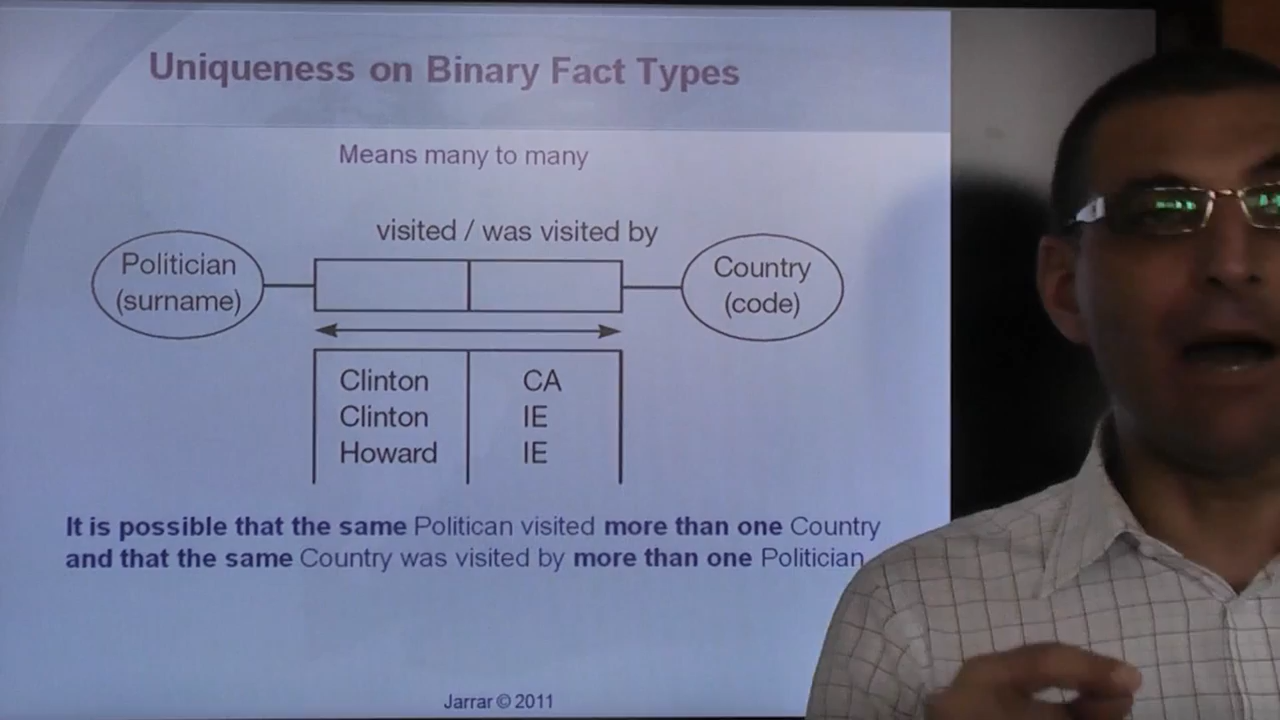 Uniqueness on Binary Fact Types
Means many to many
visited / was visited by
Politician
(surname)
Country
(code)
Clinton CA
Clinton IE
Howard IE
It is possible that the same Politican visited more than one Country
and that the same Country was visited by more than one Politician
Jarrar © 2011